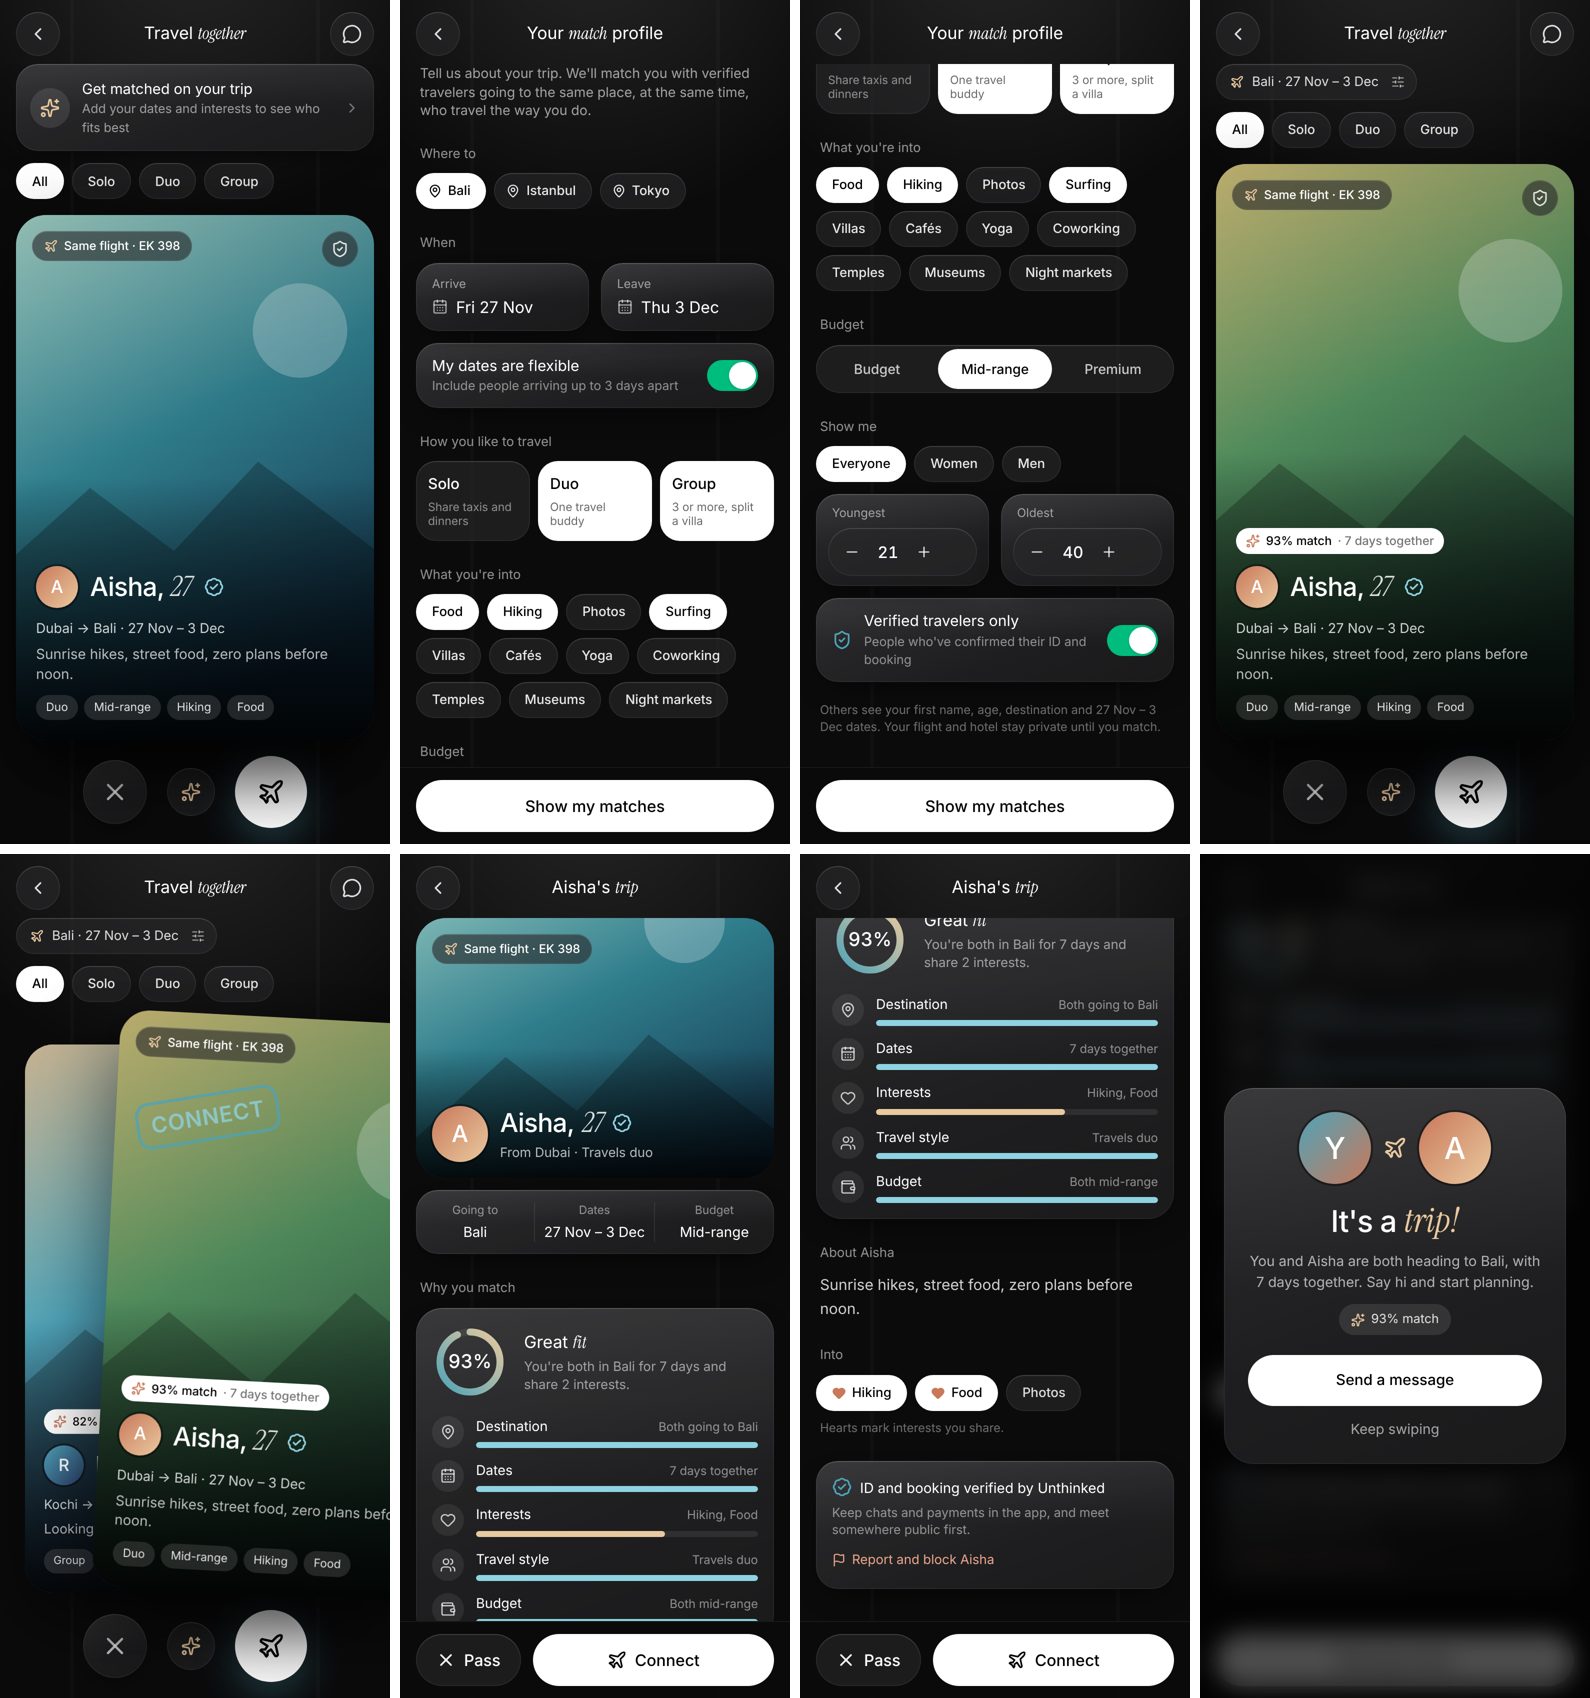 Travel together
Get matched on your trip
Add your dates and interests to see who
fits best
All
Solo
Duo
Group
Same flight · EK 398
A
Aisha, 27
Dubai → Bali · 27 Nov – 3 Dec
Sunrise hikes, street food, zero plans before
noon.
Duo
Mid-range
Hiking
Food
Your match profile
Tell us about your trip. We'll match you with verified
travelers going to the same place, at the same time,
who travel the way you do.
Where to
Bali
Istanbul
Tokyo
When
Arrive
Fri 27 Nov
Leave
Thu 3 Dec
My dates are flexible
Include people arriving up to 3 days apart
How you like to travel
Solo
Share taxis and
dinners
Duo
One travel
buddy
Group
3 or more, split
a villa
What you're into
Food
Hiking
Photos
Surfing
Villas
Cafés
Yoga
Coworking
Temples
Museums
Night markets
Budget
Show my matches
Your match profile
Share taxis and
dinners
One travel
buddy
3 or more, split
a villa
What you're into
Food
Hiking
Photos
Surfing
Villas
Cafés
Yoga
Coworking
Temples
Museums
Night markets
Budget
Budget
Mid-range
Premium
Show me
Everyone
Women
Men
Youngest
− 21 +
Oldest
− 40 +
Verified travelers only
People who've confirmed their ID and
booking
Others see your first name, age, destination and 27 Nov – 3
Dec dates. Your flight and hotel stay private until you match.
Show my matches
Travel together
Bali · 27 Nov – 3 Dec
All
Solo
Duo
Group
Same flight · EK 398
93% match · 7 days together
A
Aisha, 27
Dubai → Bali · 27 Nov – 3 Dec
Sunrise hikes, street food, zero plans before
noon.
Duo
Mid-range
Hiking
Food
Travel together
Bali · 27 Nov – 3 Dec
All
Solo
Duo
Group
Same flight · EK 398
CONNECT
93% match · 7 days together
A
Aisha, 27
Dubai → Bali · 27 Nov – 3 Dec
Sunrise hikes, street food, zero plans
noon.
Duo
Mid-range
Hiking
Food
82%
R
Kochi →
Looking
Group
Aisha's trip
Same flight · EK 398
A
Aisha, 27
From Dubai · Travels duo
Going to
Bali
Dates
27 Nov – 3 Dec
Budget
Mid-range
Why you match
93%
Great fit
You're both in Bali for 7 days and
share 2 interests.
Destination
Both going to Bali
Dates
7 days together
Interests
Hiking, Food
Travel style
Travels duo
Budget
Both mid-range
Pass
Connect
Aisha's trip
93%
Great fit
You're both in Bali for 7 days and
share 2 interests.
Destination
Both going to Bali
Dates
7 days together
Interests
Hiking, Food
Travel style
Travels duo
Budget
Both mid-range
About Aisha
Sunrise hikes, street food, zero plans before
noon.
Into
Hiking
Food
Photos
Hearts mark interests you share.
ID and booking verified by Unthinked
Keep chats and payments in the app, and meet
somewhere public first.
Report and block Aisha
Pass
Connect
Y
A
It's a trip!
You and Aisha are both heading to Bali, with
7 days together. Say hi and start planning.
93% match
Send a message
Keep swiping